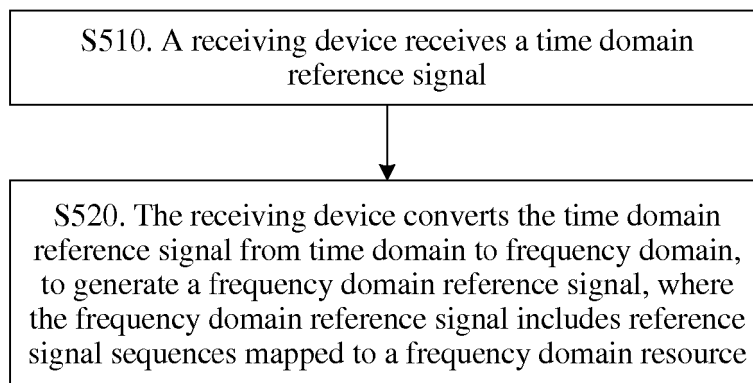 S510. A receiving device receives a time domain
reference signal
S520. The receiving device converts the time domain
reference signal from time domain to frequency domain,
to generate a frequency domain reference signal, where
the frequency domain reference signal includes reference
signal sequences mapped to a frequency domain resource